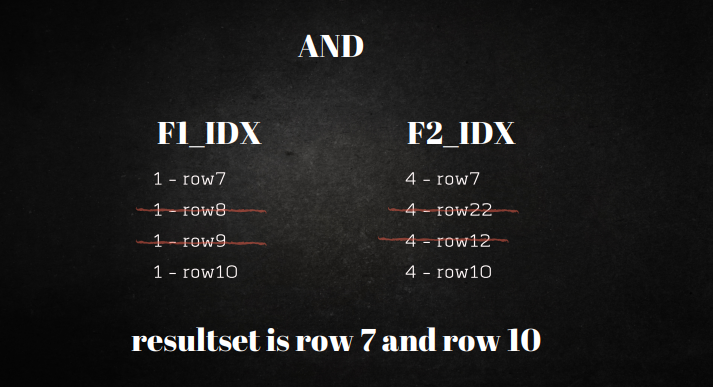 AND
F1_IDX F2_IDX
1 - row7 4 - row7
1 - row8 4 - row22
1 - row9 4 - row12
1 - row10 4 - row10
resultset is row 7 and row 10